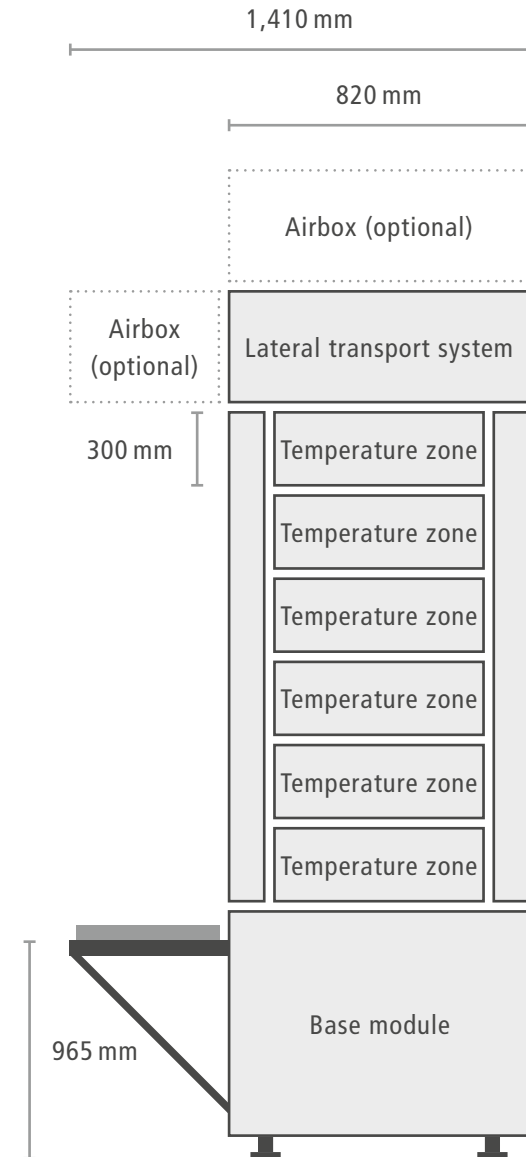 1,410 mm
820 mm
Airbox (optional)
Airbox
(optional)
Lateral transport system
300 mm
Temperature zone
Temperature zone
Temperature zone
Temperature zone
Temperature zone
Temperature zone
965 mm
Base module